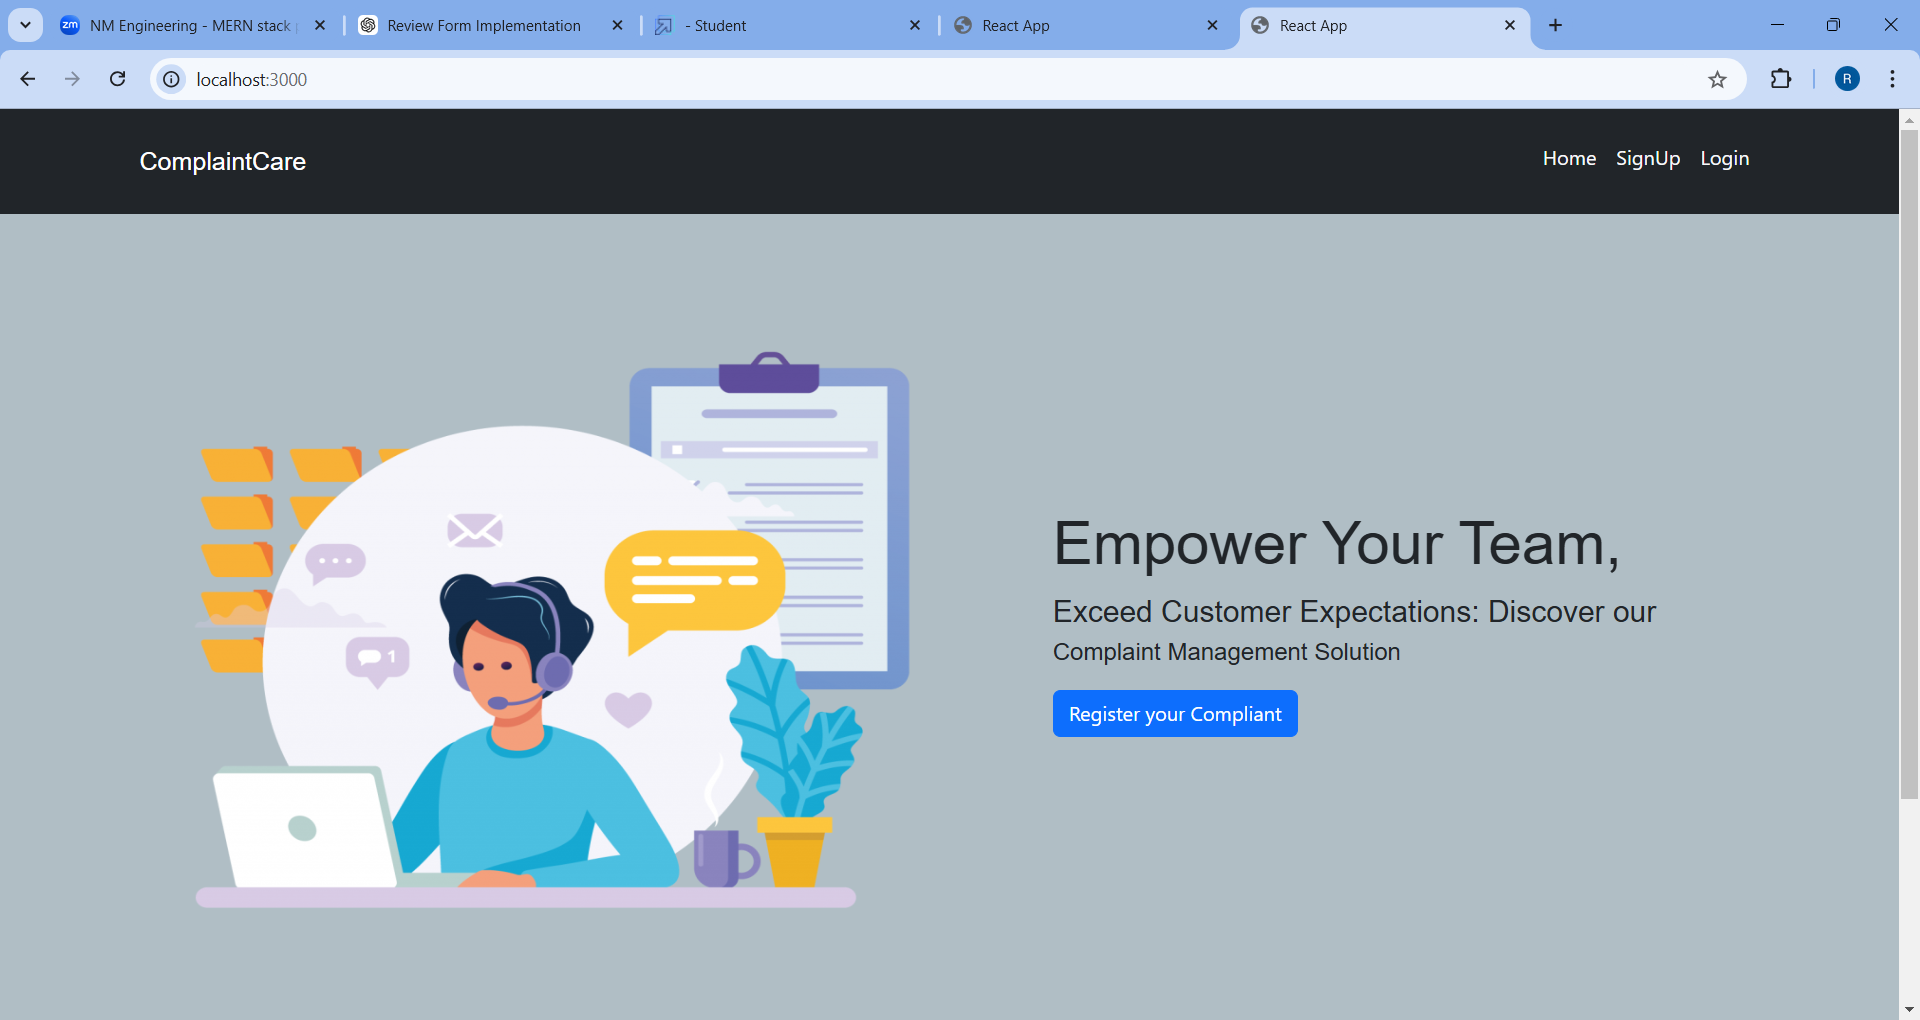 NM Engineering - MERN stack
Review Form Implementation
- Student
React App
React App
localhost:3000
R
ComplaintCare
Home SignUp Login
1
Empower Your Team,
Exceed Customer Expectations: Discover our
Complaint Management Solution
Register your Compliant